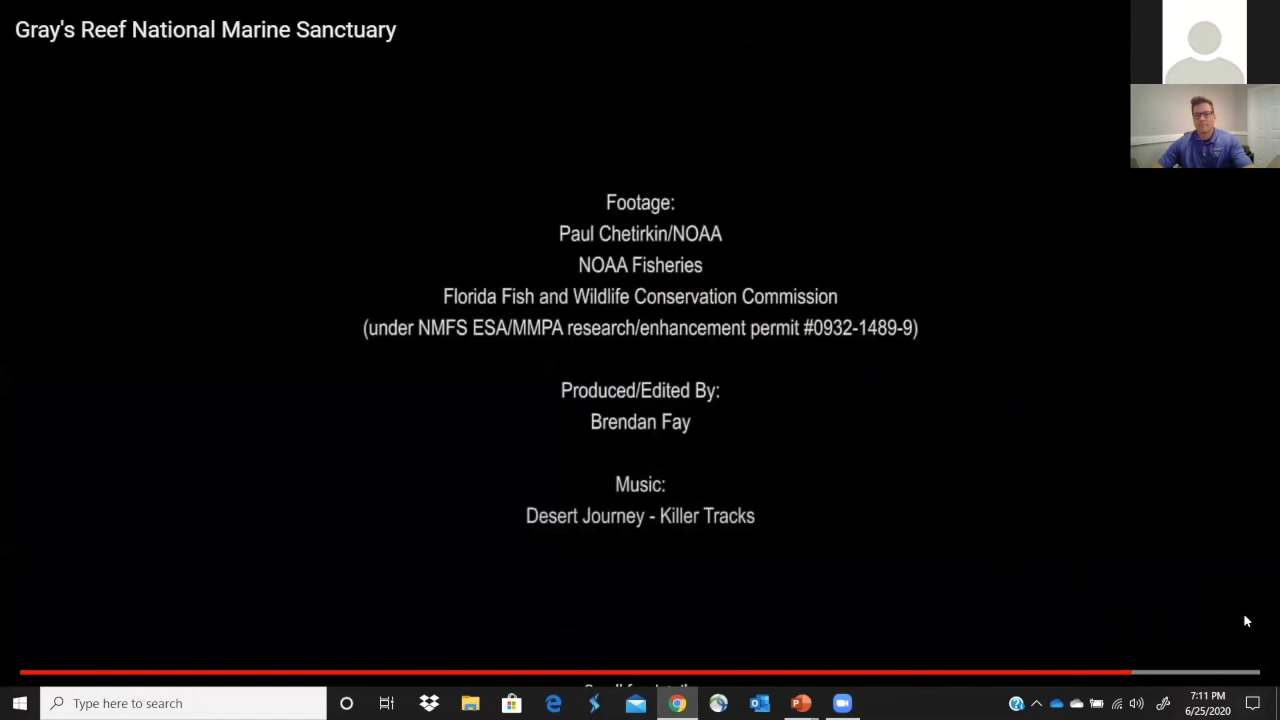 Gray's Reef National Marine Sanctuary
Footage:
Paul Chetirkin/NOAA
NOAA Fisheries
Florida Fish and Wildlife Conservation Commission
(under NMFS ESA/MMPA research/enhancement permit #0932-1489-9)
Produced/Edited By:
Brendan Fay
Music:
Desert Journey - Killer Tracks
Type here to search
7:11 PM
6/25/2020